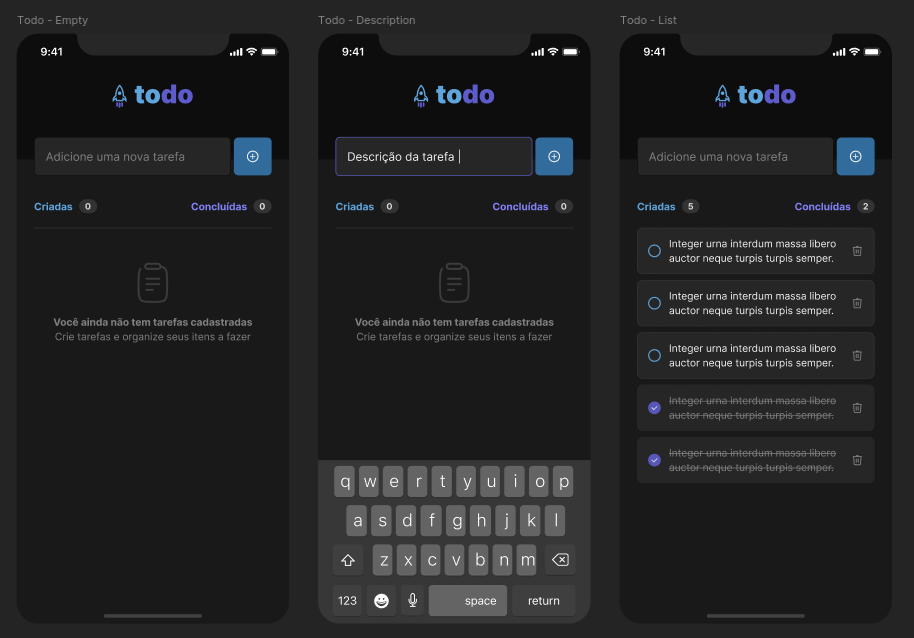 Todo - Empty
9:41
todo
Adicione uma nova tarefa
Criadas 0
Concluídas 0
Você ainda não tem tarefas cadastradas
Crie tarefas e organize seus itens a fazer
Todo - Description
9:41
todo
Descrição da tarefa
Criadas 0
Concluídas 0
Você ainda não tem tarefas cadastradas
Crie tarefas e organize seus itens a fazer
q w e r t y u i o p
a s d f g h j k l
z x c v b n m
123 space return
Todo - List
9:41
todo
Adicione uma nova tarefa
Criadas 5
Concluídas 2
Integer urna interdum massa libero
auctor neque turpis turpis semper.
Integer urna interdum massa libero
auctor neque turpis turpis semper.
Integer urna interdum massa libero
auctor neque turpis turpis semper.
Integer urna interdum massa libero
auctor neque turpis turpis semper.
Integer urna interdum massa libero
auctor neque turpis turpis semper.